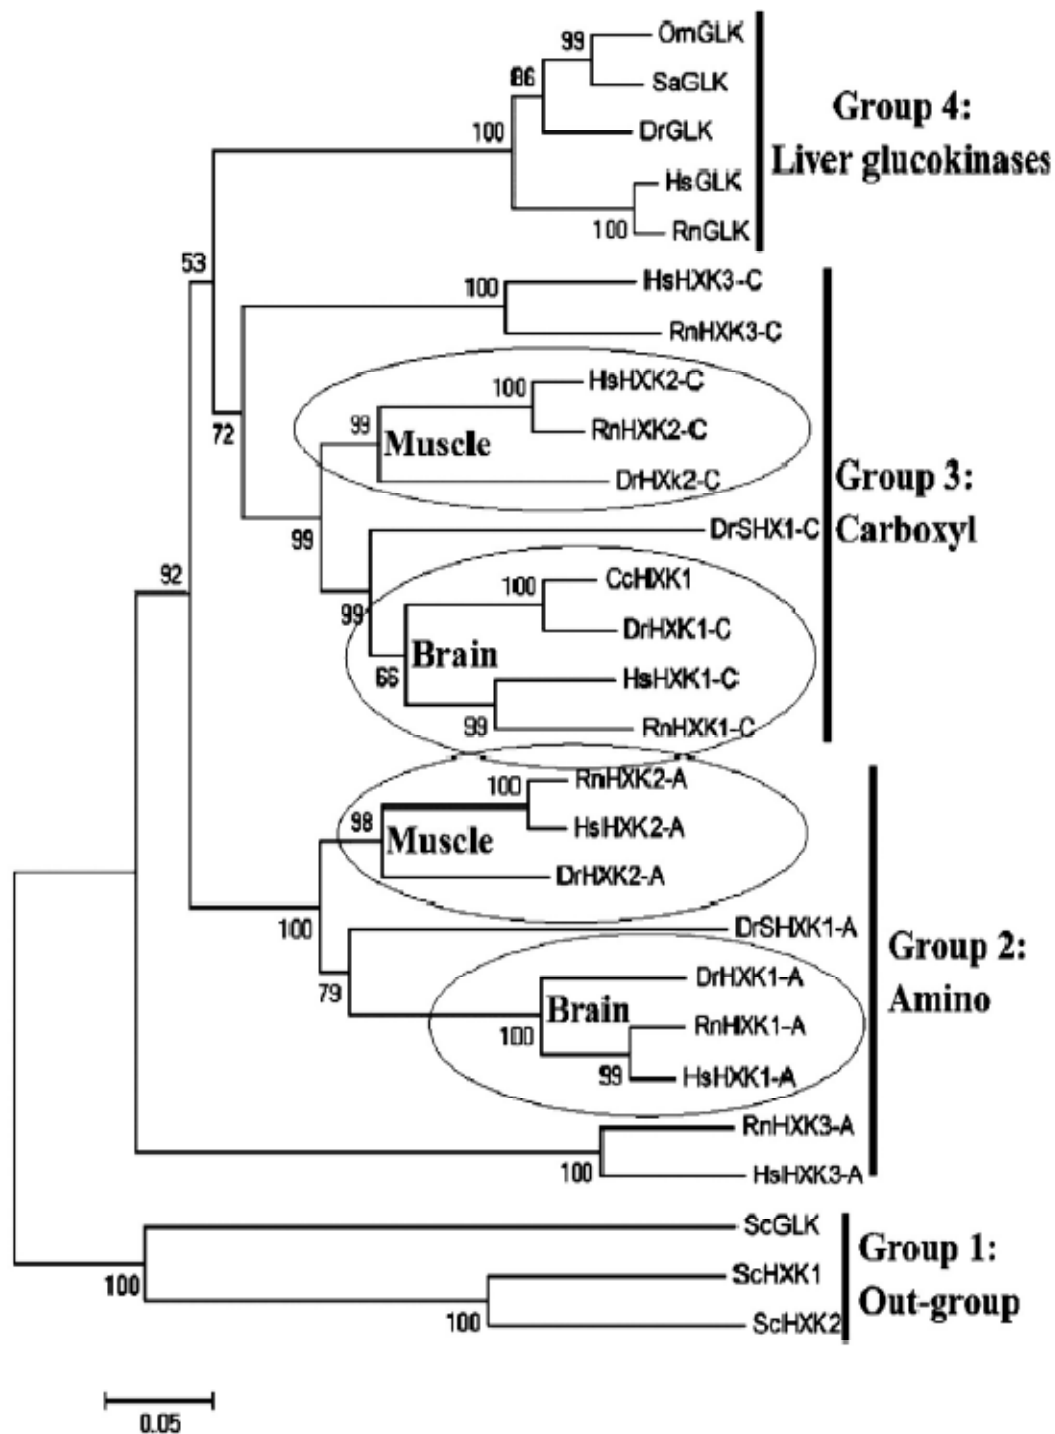 99
OmGLK
86
SaGLK
DrGLK
100
HsGLK
100
RnGLK
Group 4:
Liver glucokinases
53
100
HsHXK3-C
RnHXK3-C
72
100
HsHXK2-C
99
Muscle
RnHXK2-C
DrHXk2-C
99
DrSHX1-C
Group 3:
Carboxyl
92
99
100
CcHXK1
DrHXK1-C
66
Brain
HsHXK1-C
99
RnHXK1-C
100
RnHXK2-A
98
Muscle
HsHXK2-A
DrHXK2-A
100
DrSHXK1-A
79
DrHXK1-A
100
Brain
RnHXK1-A
99
HsHXK1-A
Group 2:
Amino
RnHXK3-A
100
HsHXK3-A
ScGLK
100
ScHXK1
100
ScHXK2
Group 1:
Out-group
0.05